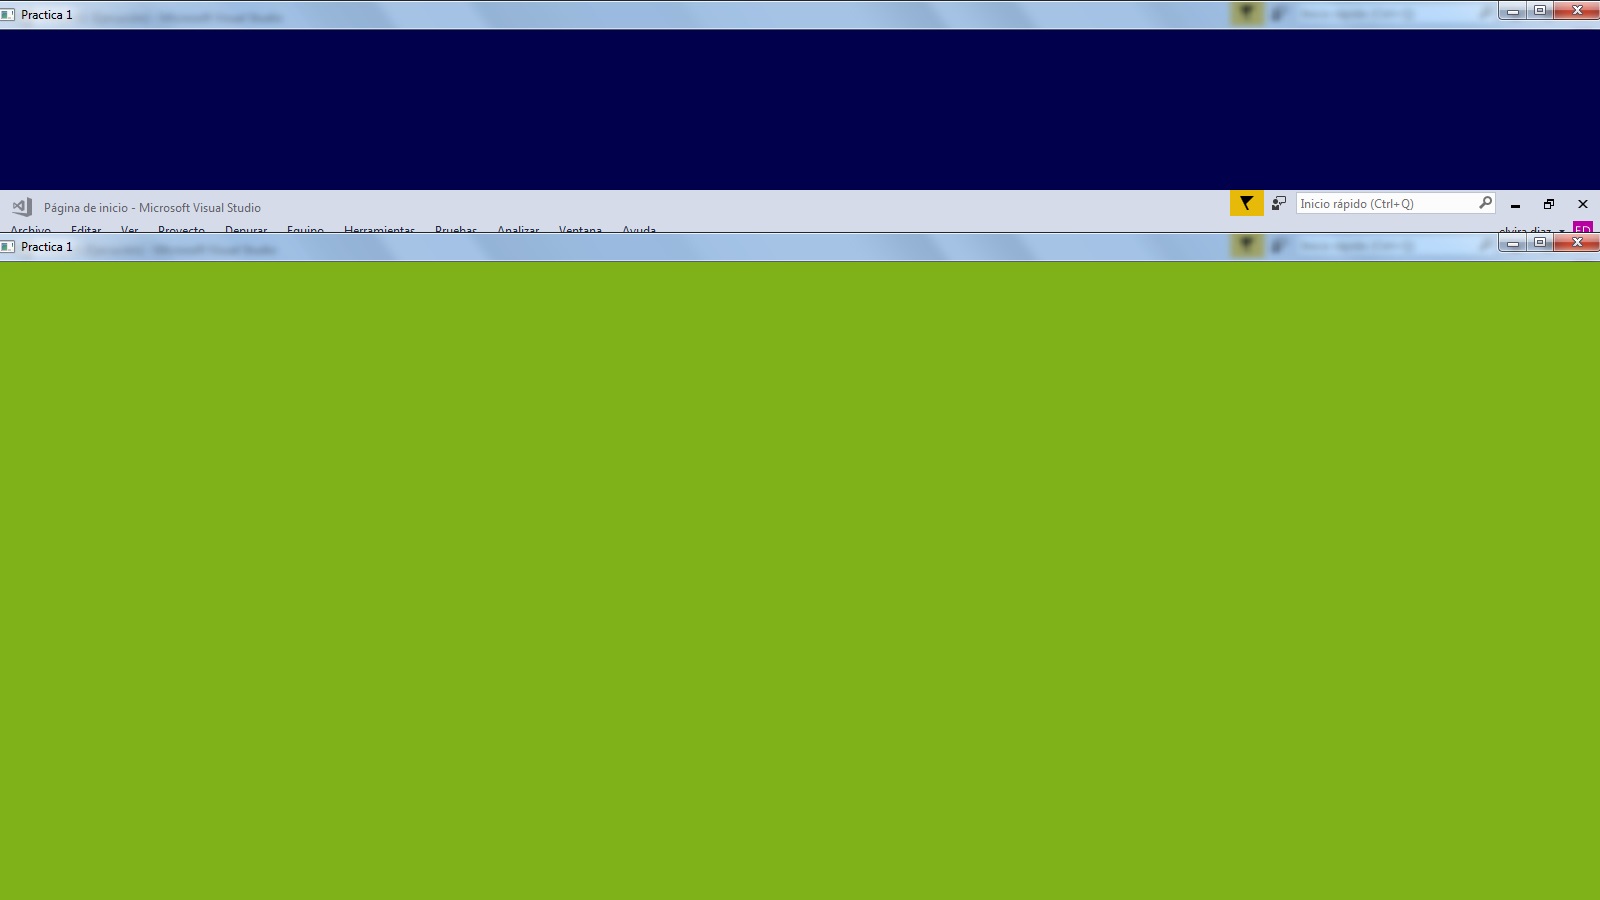 Practica 1
Página de inicio - Microsoft Visual Studio
Inicio rápido (Ctrl+Q)
Archivo Editar Ver Proyecto Depurar Equipo Herramientas Pruebas Analizar Ventana Ayuda
elvira diaz ED
Practica 1